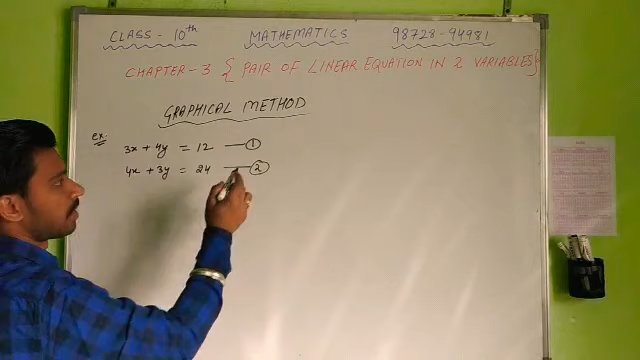 CLASS - 10th MATHEMATICS 98728-94981
CHAPTER-3 { PAIR OF LINEAR EQUATION IN 2 VARIABLES}
GRAPHICAL METHOD
ex.
3x + 4y = 12 — 1
4x + 3y = 24 — 2